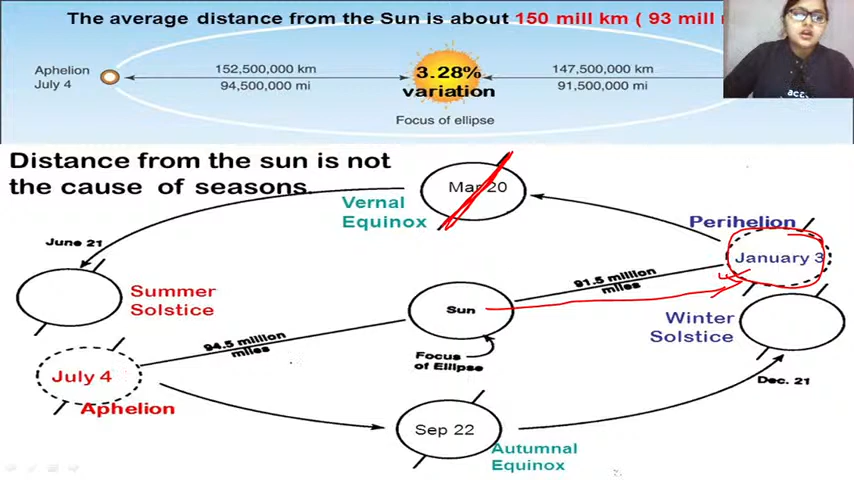 The average distance from the Sun is about 150 mill km ( 93 mill
Aphelion
July 4
152,500,000 km
94,500,000 mi
3.28%
variation
147,500,000 km
91,500,000 mi
Focus of ellipse
Distance from the sun is not
the cause of seasons.
Mar 20
Vernal
Equinox
Perihelion
January 3
June 21
Summer
Solstice
91.5 million
miles
Sun
Winter
Solstice
94.5 million
miles
Focus
of Ellipse
July 4
Aphelion
Dec. 21
Sep 22
Autumnal
Equinox